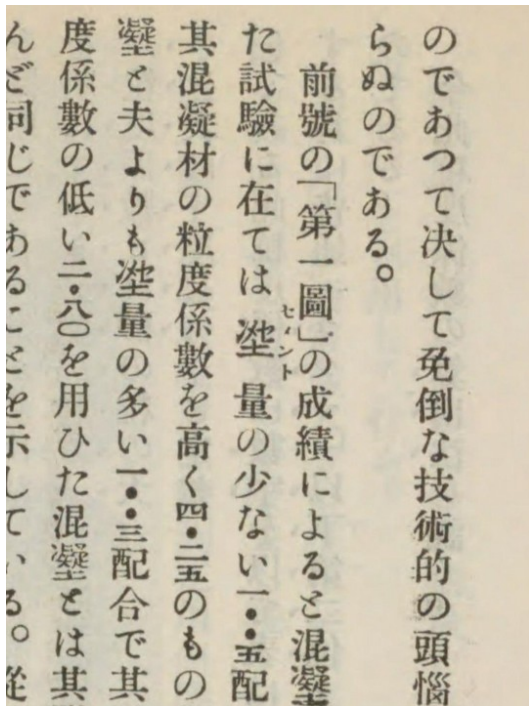 のであつて決して免倒な技術的の頭惱
らぬのである。
前號の「第一圖」の成績によると混
た試驗に在ては
セメント
量の少ない一・・五配
其混凝材の粒度係數を高く四・二五のもの
と夫よりも量の多い一・・三配合で其
度係數の低い二・八〇を用ひた混とは其
んど同じであることを示している。從